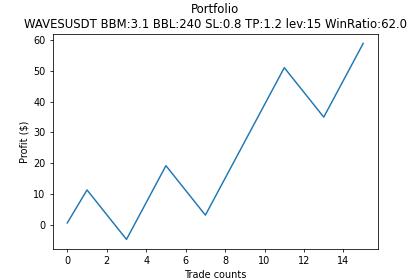 Portfolio
WAVESUSDT BBM:3.1 BBL:240 SL:0.8 TP:1.2 lev:15 WinRatio:62.0
60
50
40
30
20
10
0
Profit ($)
0 2 4 6 8 10 12 14
Trade counts